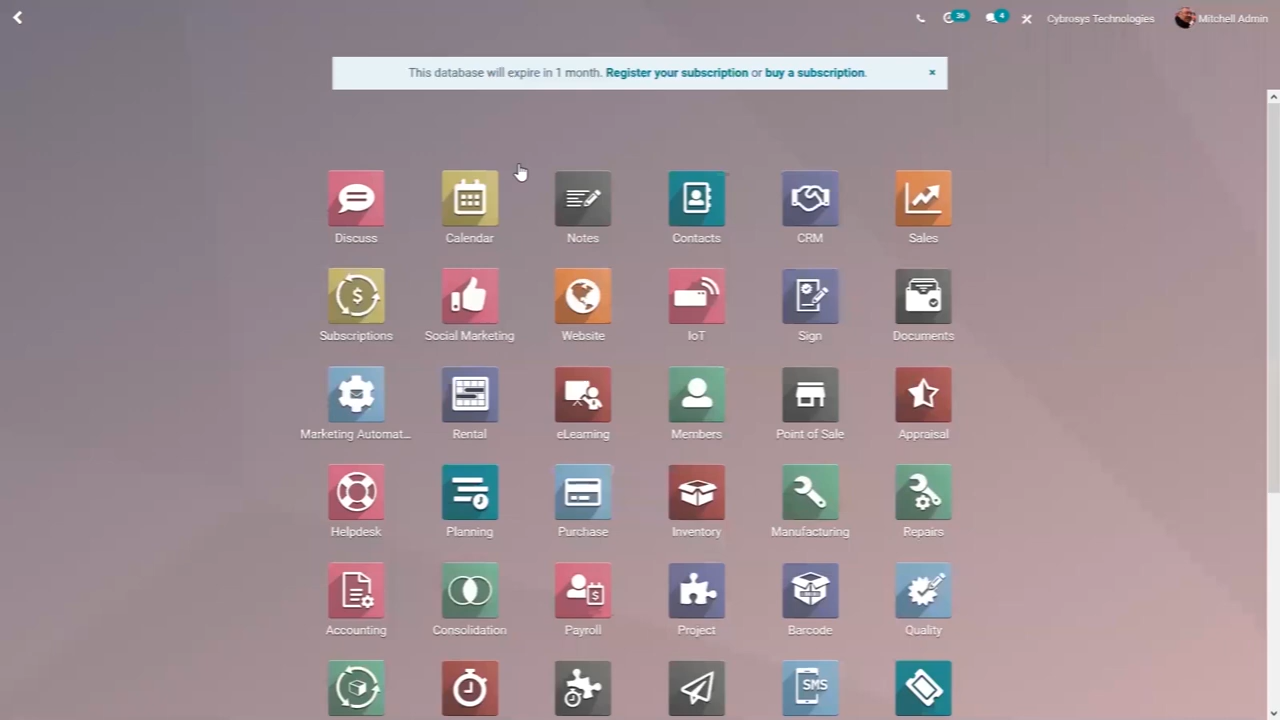 36
4
Cybrosys Technologies
Mitchell Admin
This database will expire in 1 month. Register your subscription or buy a subscription.
×
Discuss
Calendar
Notes
Contacts
CRM
Sales
Subscriptions
Social Marketing
Website
IoT
Sign
Documents
Marketing Automat...
Rental
eLearning
Members
Point of Sale
Appraisal
Helpdesk
Planning
Purchase
Inventory
Manufacturing
Repairs
Accounting
Consolidation
Payroll
Project
Barcode
Quality
SMS